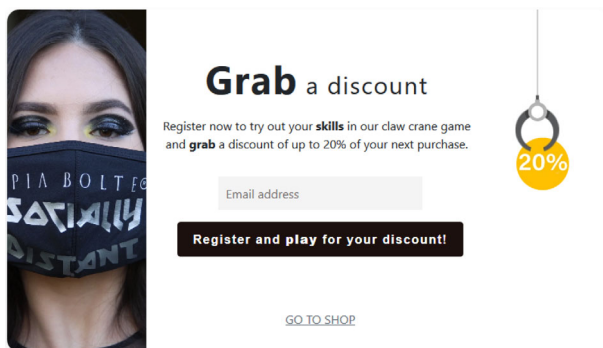 Grab a discount
Register now to try out your skills in our claw crane game
and grab a discount of up to 20% of your next purchase.
20%
Email address
Register and play for your discount!
GO TO SHOP
PIA BOLTE
SOCIALLY
DISTANT